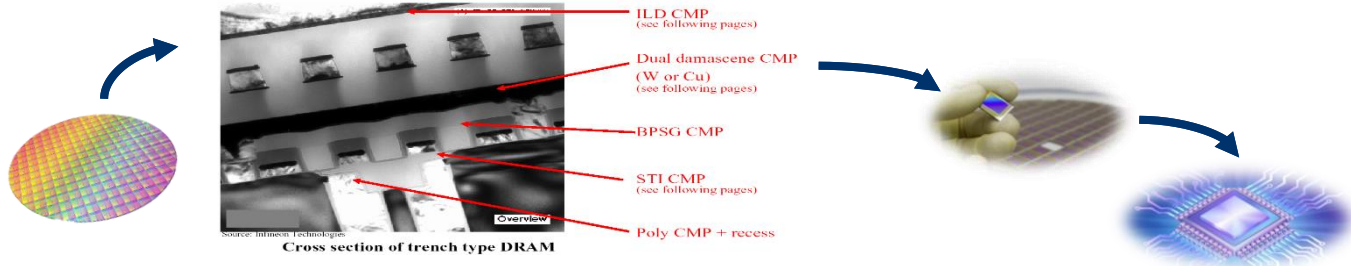 ILD CMP
(see following pages)
Dual damascene CMP
(W or Cu)
(see following pages)
BPSG CMP
STI CMP
(see following pages)
Overview
Poly CMP + recess
Source: Infineon Technologies
Cross section of trench type DRAM